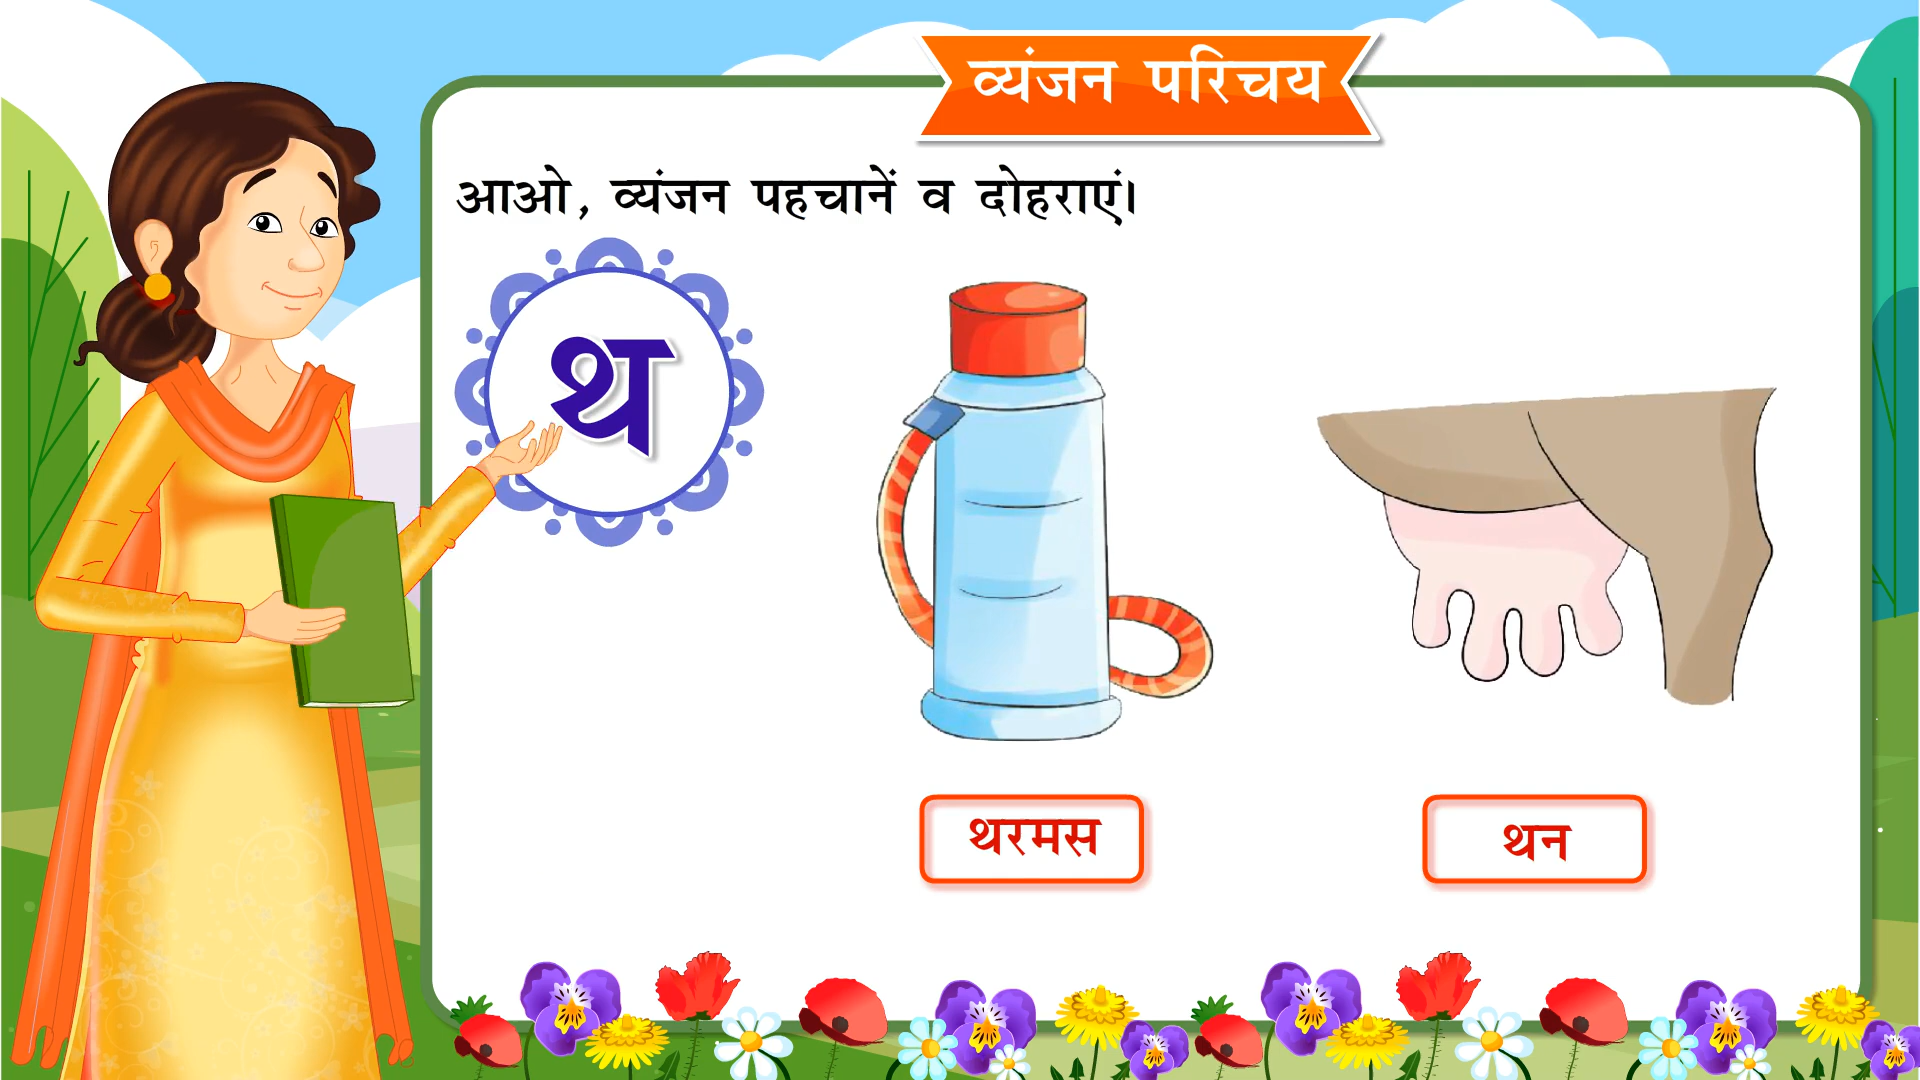 व्यंजन परिचय
आओ, व्यंजन पहचानें व दोहराएं।
थ
थरमस
थन